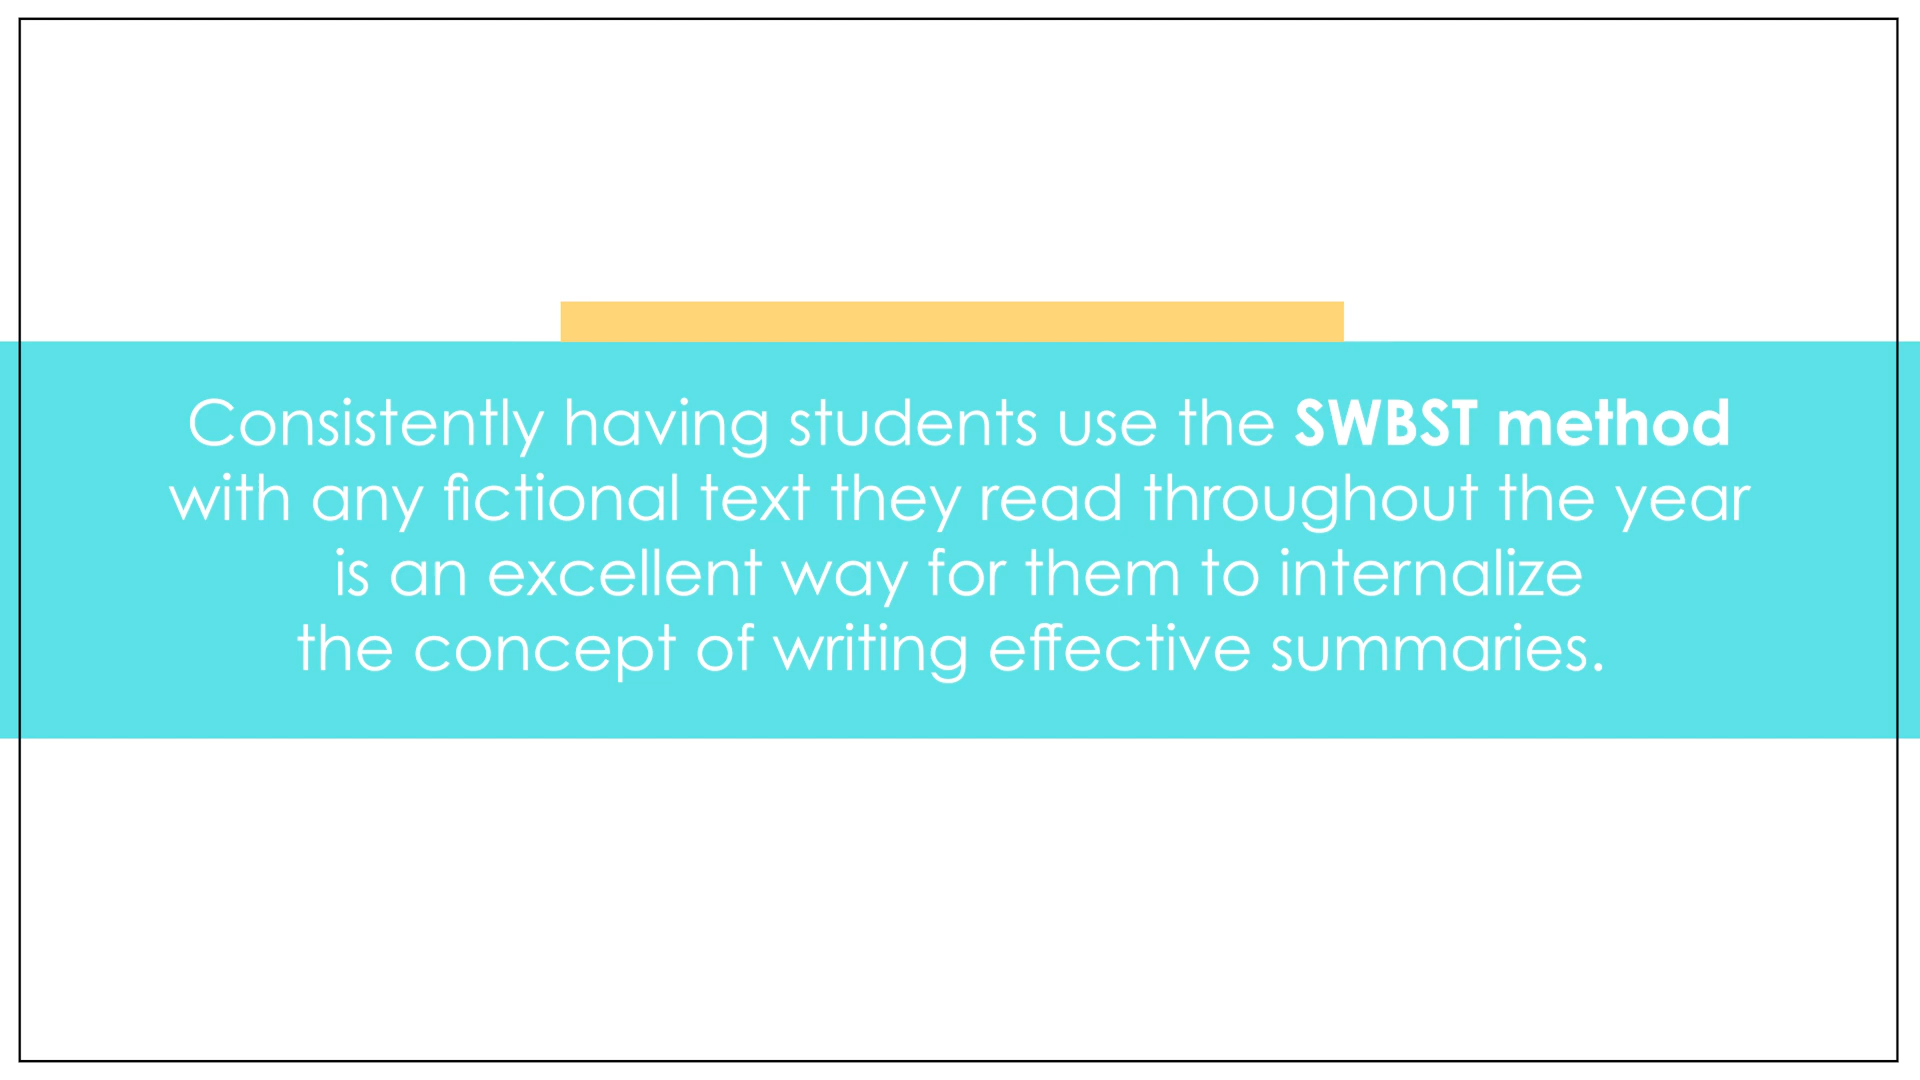 Consistently having students use the SWBST method
with any fictional text they read throughout the year
is an excellent way for them to internalize
the concept of writing effective summaries.